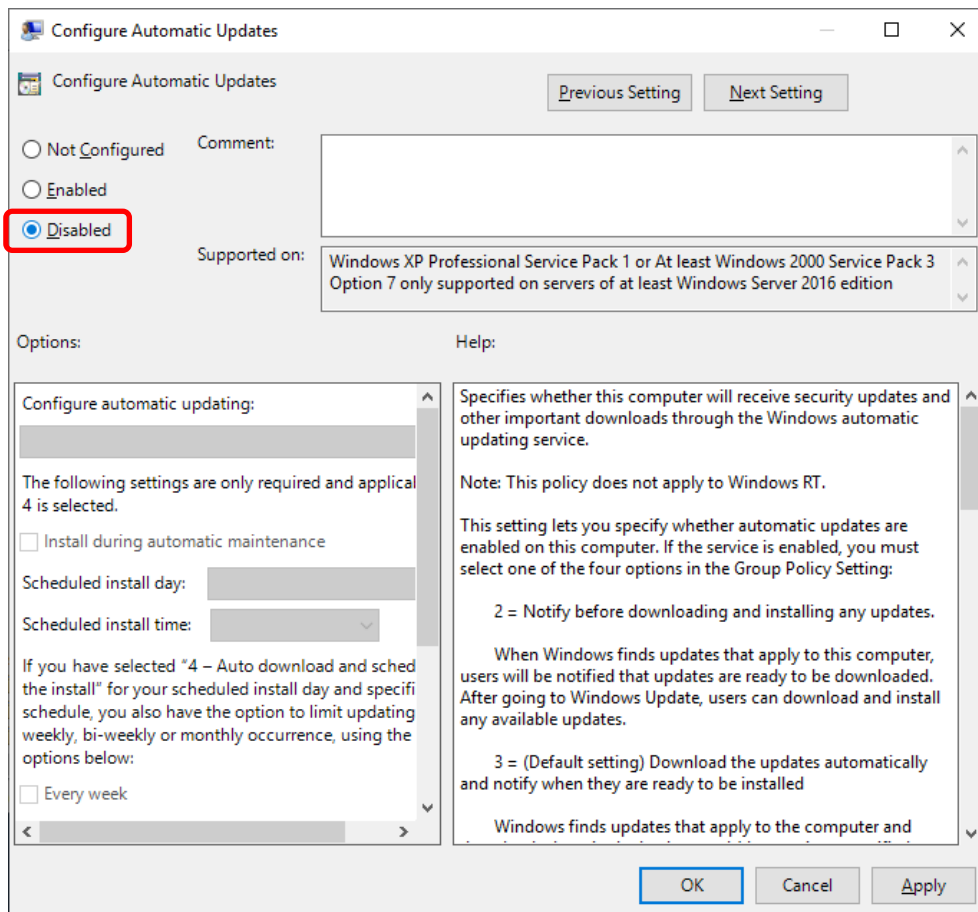 Configure Automatic Updates
Configure Automatic Updates
Previous Setting
Next Setting
Not Configured
Comment:
Enabled
Disabled
Supported on:
Windows XP Professional Service Pack 1 or At least Windows 2000 Service Pack 3
Option 7 only supported on servers of at least Windows Server 2016 edition
Options:
Help:
Configure automatic updating:
The following settings are only required and applical
4 is selected.
Install during automatic maintenance
Scheduled install day:
Scheduled install time:
If you have selected “4 – Auto download and sched
the install” for your scheduled install day and specifi
schedule, you also have the option to limit updating
weekly, bi-weekly or monthly occurrence, using the
options below:
Every week
Specifies whether this computer will receive security updates and
other important downloads through the Windows automatic
updating service.
Note: This policy does not apply to Windows RT.
This setting lets you specify whether automatic updates are
enabled on this computer. If the service is enabled, you must
select one of the four options in the Group Policy Setting:
2 = Notify before downloading and installing any updates.
When Windows finds updates that apply to this computer,
users will be notified that updates are ready to be downloaded.
After going to Windows Update, users can download and install
any available updates.
3 = (Default setting) Download the updates automatically
and notify when they are ready to be installed
Windows finds updates that apply to the computer and
OK
Cancel
Apply